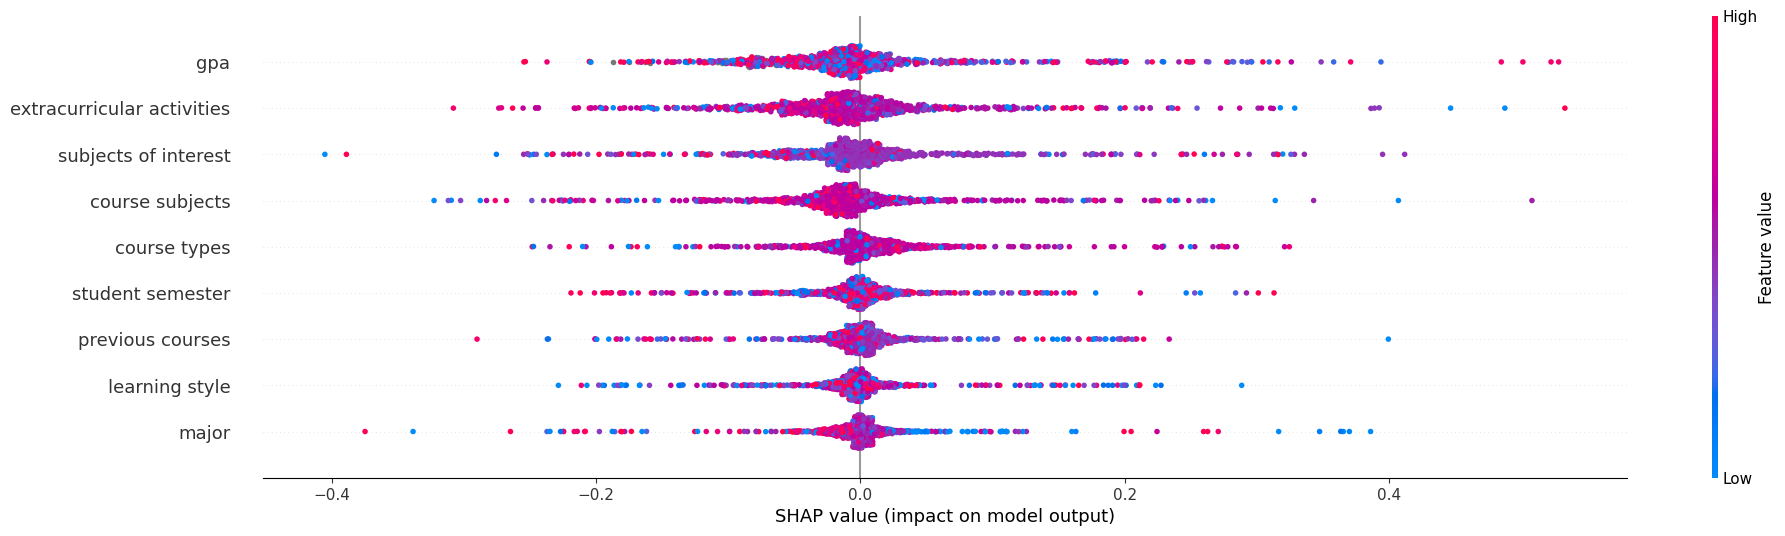 High
gpa
extracurricular activities
subjects of interest
course subjects
course types
student semester
previous courses
learning style
major
Feature value
Low
−0.4 −0.2 0.0 0.2 0.4
SHAP value (impact on model output)